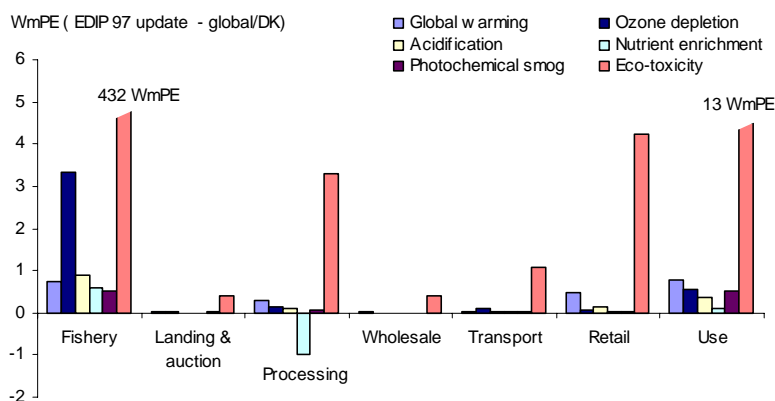 WmPE ( EDIP 97 update - global/DK)
Global warming
Ozone depletion
Acidification
Nutrient enrichment
Photochemical smog
Eco-toxicity
6
5
4
3
2
1
0
-1
-2
432 WmPE
13 WmPE
Fishery
Landing &
auction
Processing
Wholesale
Transport
Retail
Use